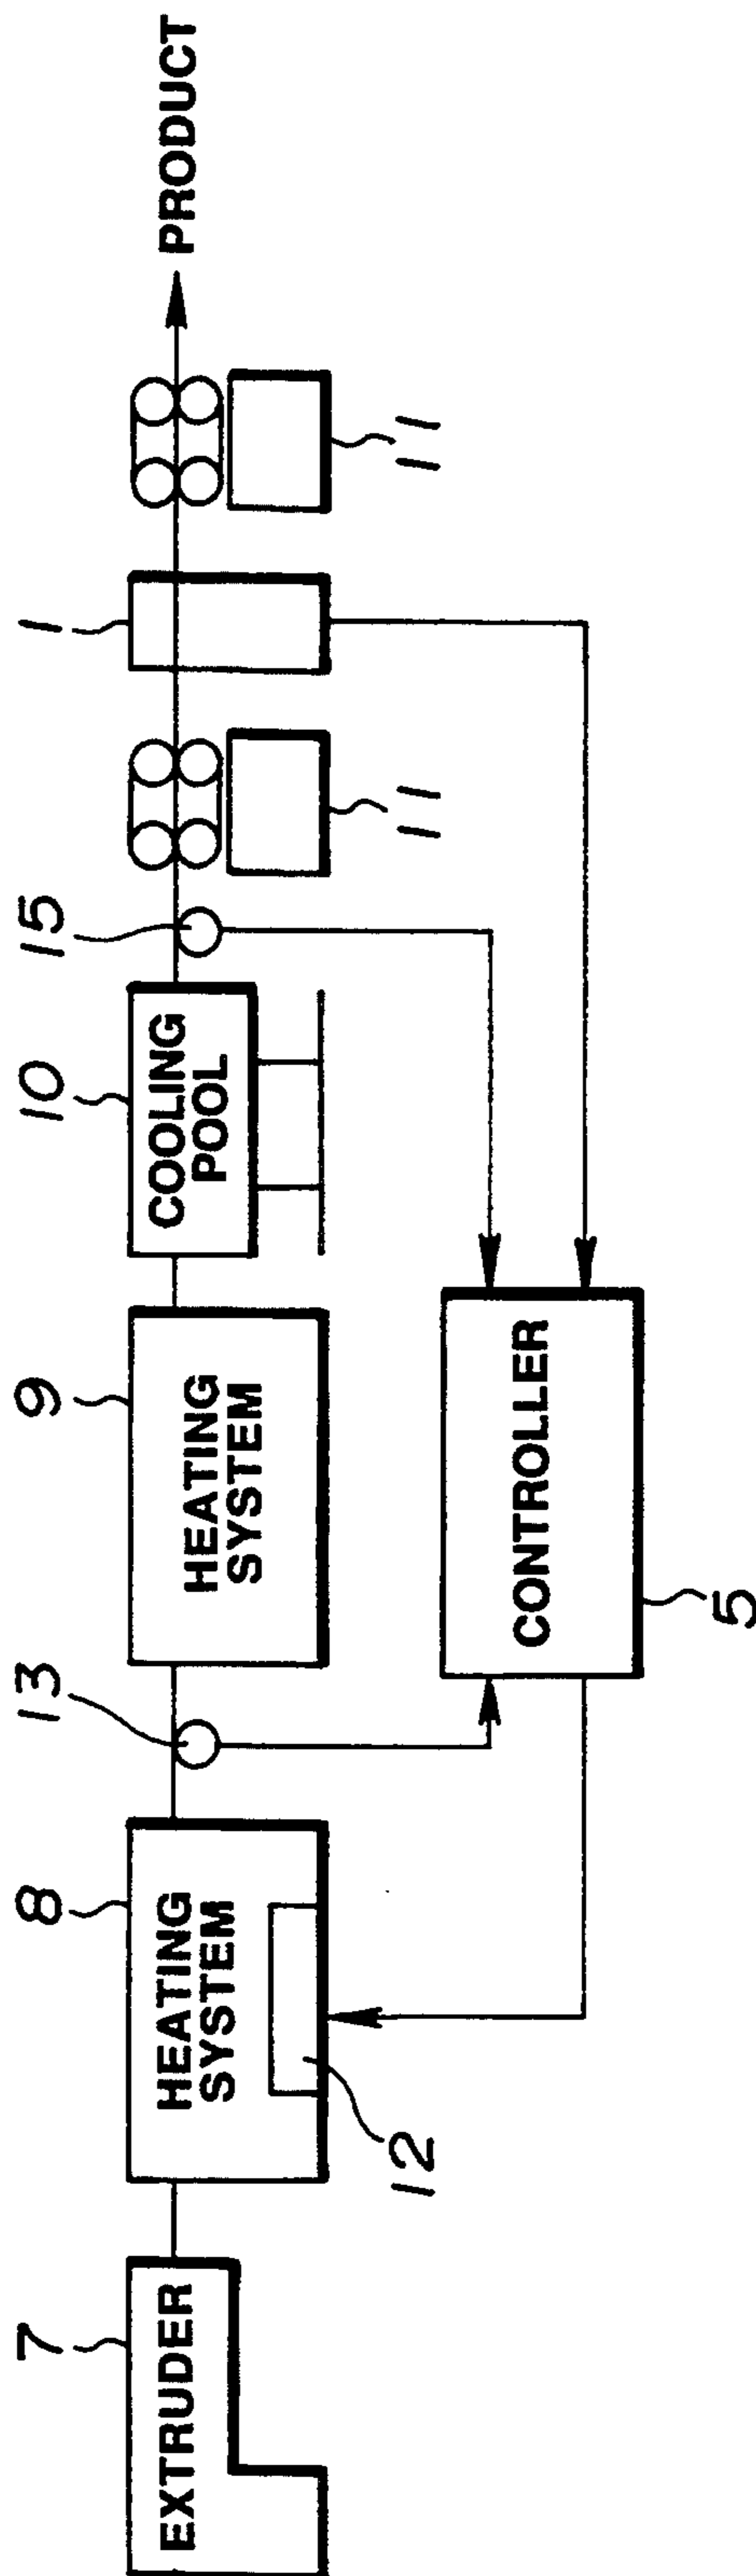 7
EXTRUDER
8
HEATING
SYSTEM
12
13
9
HEATING
SYSTEM
10
COOLING
POOL
15
11
1
11
PRODUCT
CONTROLLER
5